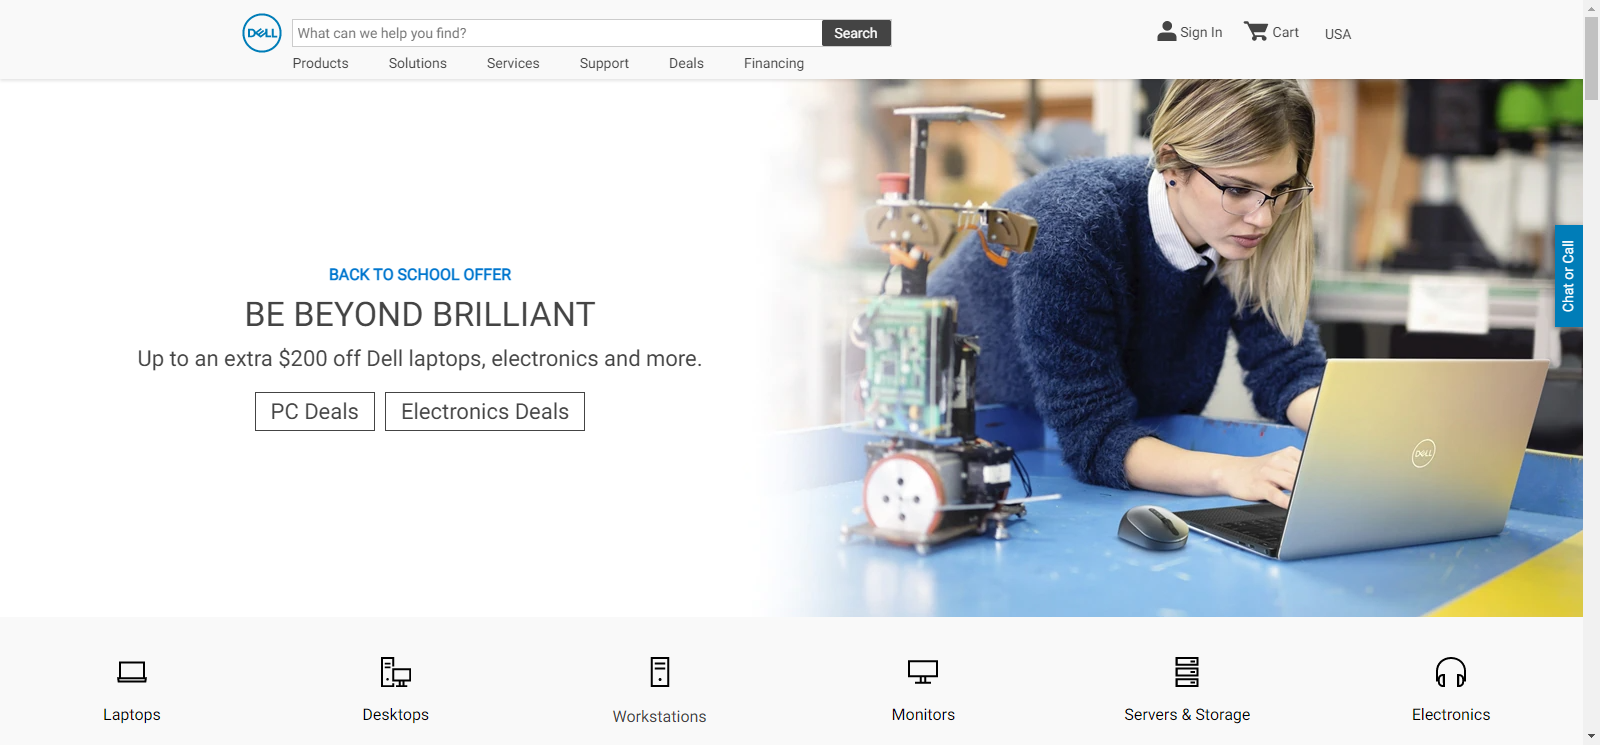 DELL
What can we help you find?
Search
Sign In
Cart
USA
Products
Solutions
Services
Support
Deals
Financing
BACK TO SCHOOL OFFER
BE BEYOND BRILLIANT
Up to an extra $200 off Dell laptops, electronics and more.
PC Deals
Electronics Deals
DELL
Chat or Call
Laptops
Desktops
Workstations
Monitors
Servers & Storage
Electronics